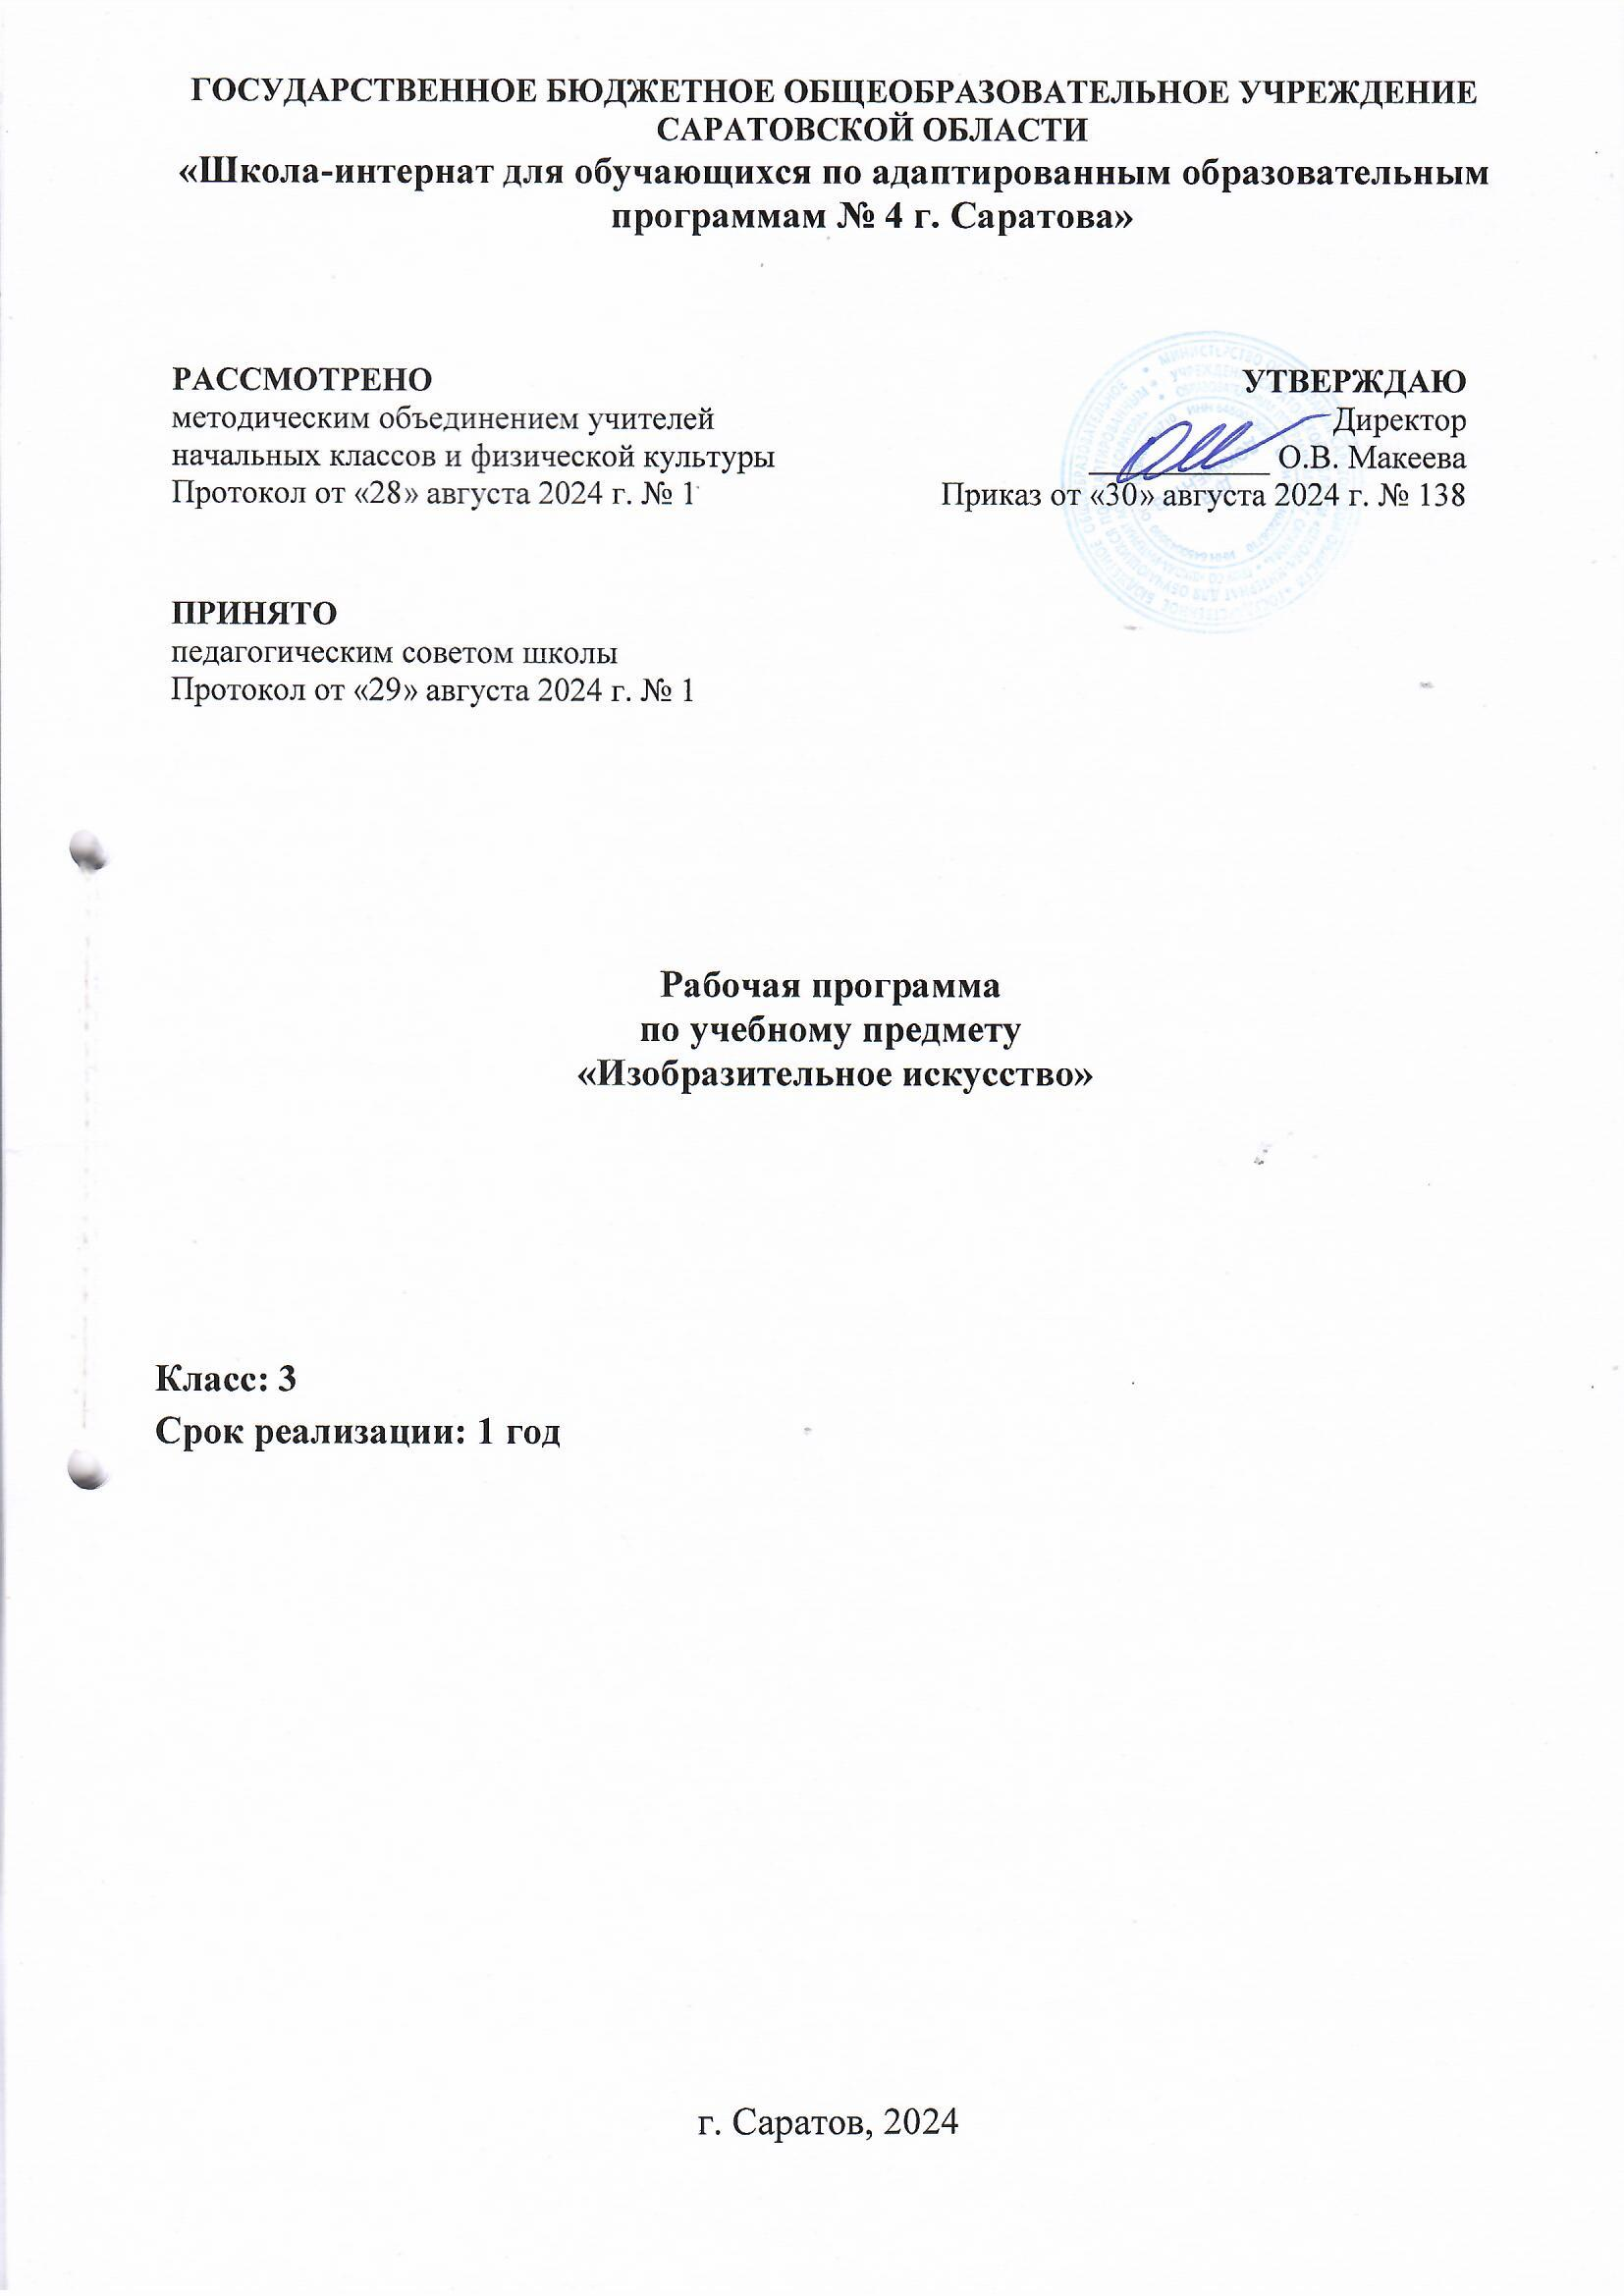 ГОСУДАРСТВЕННОЕ БЮДЖЕТНОЕ ОБЩЕОБРАЗОВАТЕЛЬНОЕ УЧРЕЖДЕНИЕ
САРАТОВСКОЙ ОБЛАСТИ
«Школа-интернат для обучающихся по адаптированным образовательным
программам № 4 г. Саратова»
РАССМОТРЕНО
методическим объединением учителей
начальных классов и физической культуры
Протокол от «28» августа 2024 г. № 1
УТВЕРЖДАЮ
Директор
О.В. Макеева
Приказ от «30» августа 2024 г. № 138
ПРИНЯТО
педагогическим советом школы
Протокол от «29» августа 2024 г. № 1
Рабочая программа
по учебному предмету
«Изобразительное искусство»
Класс: 3
Срок реализации: 1 год
г. Саратов, 2024